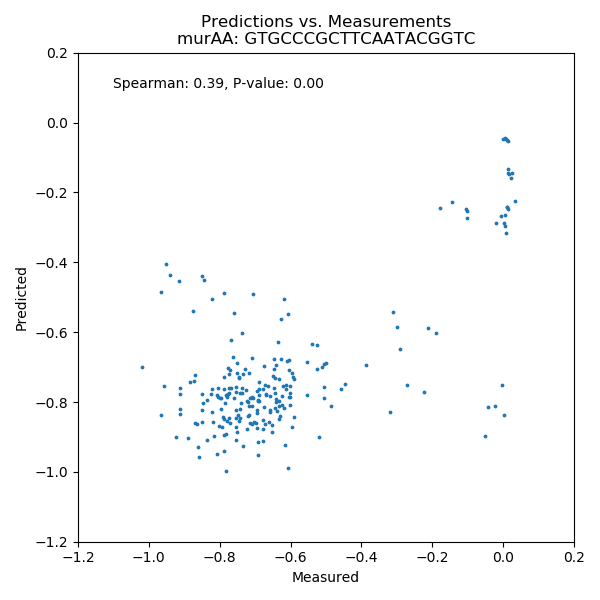 Predictions vs. Measurements
murAA: GTGCCCGCTTCAATACGGTC
Spearman: 0.39, P-value: 0.00
0.2
0.0
−0.2
−0.4
−0.6
−0.8
−1.0
−1.2
Predicted
−1.2 −1.0 −0.8 −0.6 −0.4 −0.2 0.0 0.2
Measured